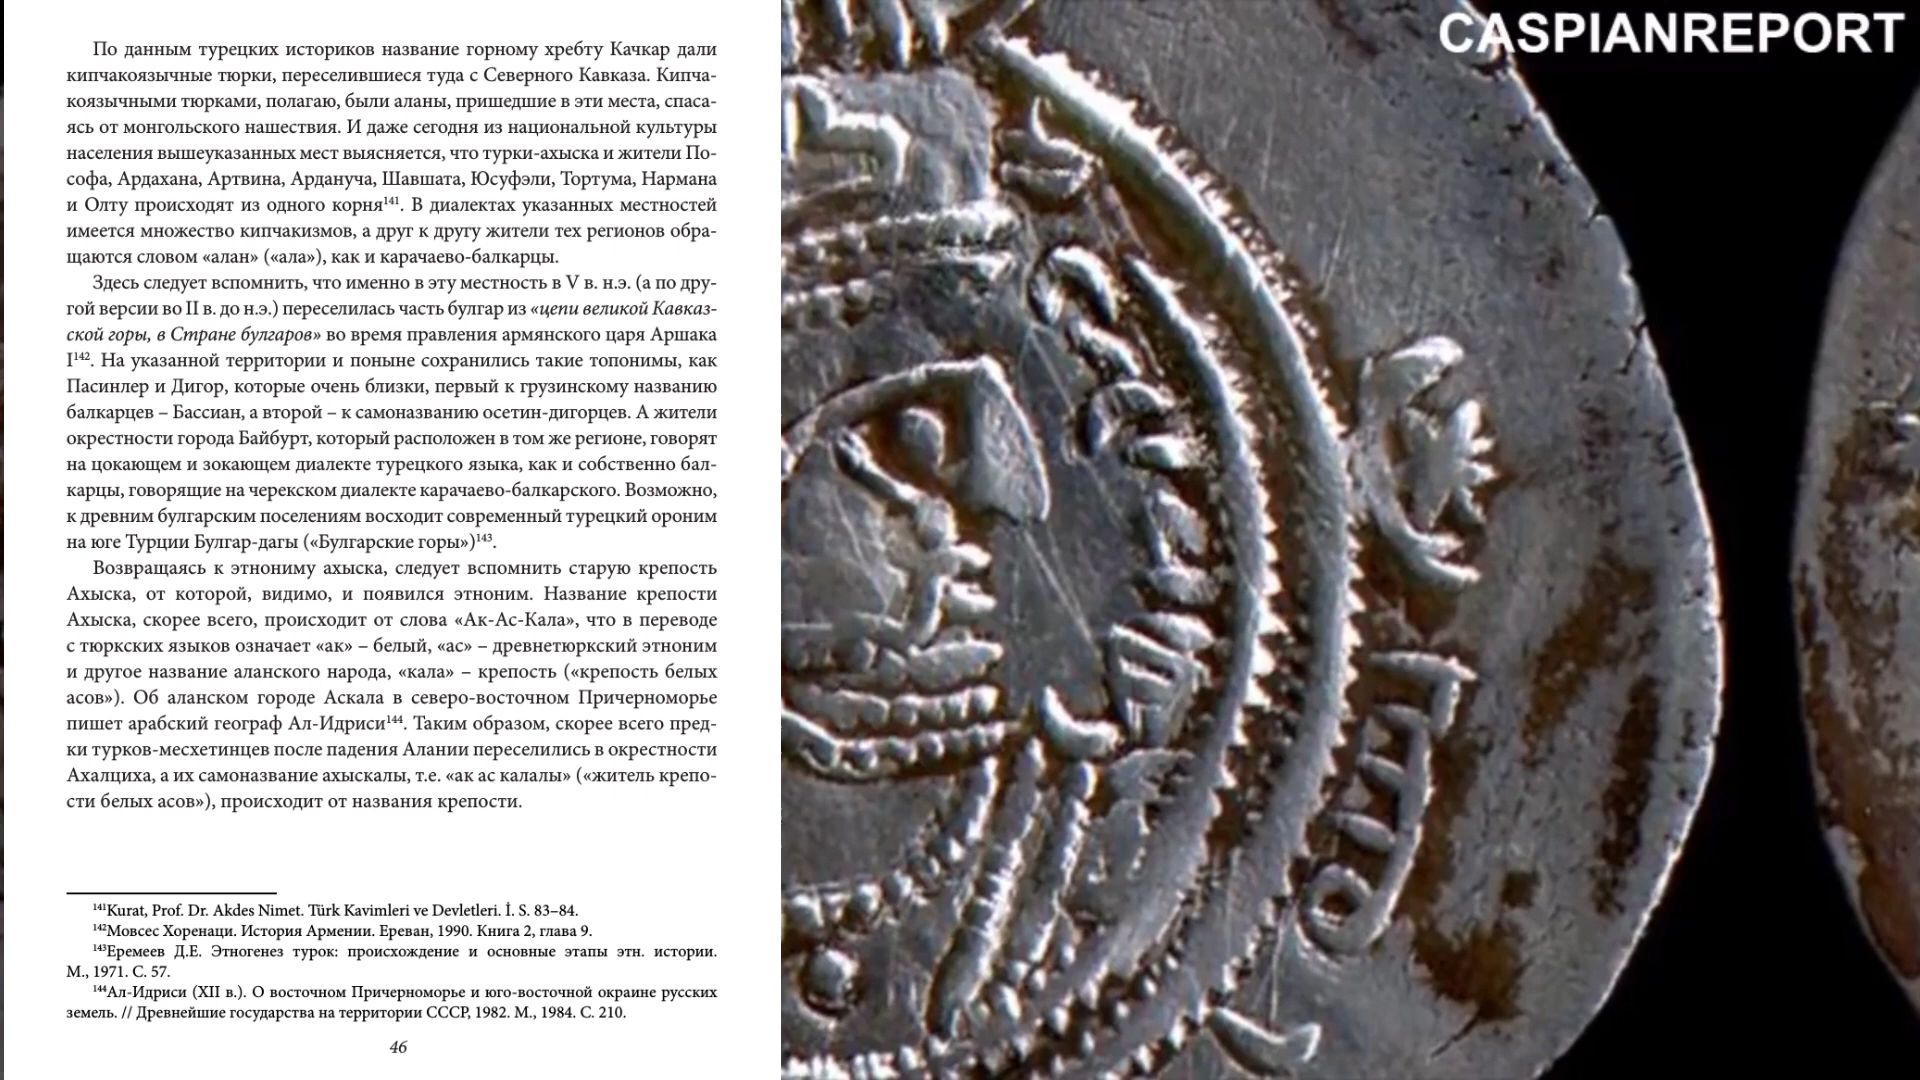 По данным турецких историков название горному хребту Качкар дали
кипчакоязычные тюрки, переселившиеся туда с Северного Кавказа. Кипча-
коязычными тюрками, полагаю, были аланы, пришедшие в эти места, спаса-
ясь от монгольского нашествия. И даже сегодня из национальной культуры
населения вышеуказанных мест выясняется, что турки-ахыска и жители По-
софа, Ардахана, Артвина, Ардануча, Шавшата, Юсуфэли, Тортума, Нармана
и Олту происходят из одного корня¹⁴¹. В диалектах указанных местностей
имеется множество кипчакизмов, а друг к другу жители тех регионов обра-
щаются словом «алан» («ала»), как и карачаево-балкарцы.
Здесь следует вспомнить, что именно в эту местность в V в. н.э. (а по дру-
гой версии во II в. до н.э.) переселилась часть булгар из «цепи великой Кавказ-
ской горы, в Стране булгаров» во время правления армянского царя Аршака
I¹⁴². На указанной территории и поныне сохранились такие топонимы, как
Пасинлер и Дигор, которые очень близки, первый к грузинскому названию
балкарцев – Бассиан, а второй – к самоназванию осетин-дигорцев. А жители
окрестности города Байбурт, который расположен в том же регионе, говорят
на цокающем и зокающем диалекте турецкого языка, как и собственно бал-
карцы, говорящие на черекском диалекте карачаево-балкарского. Возможно,
к древним булгарским поселениям восходит современный турецкий ороним
на юге Турции Булгар-дагы («Булгарские горы»)¹⁴³.
Возвращаясь к этнониму ахыска, следует вспомнить старую крепость
Ахыска, от которой, видимо, и появился этноним. Название крепости
Ахыска, скорее всего, происходит от слова «Ак-Ас-Кала», что в переводе
с тюркских языков означает «ак» – белый, «ас» – древнетюркский этноним
и другое название аланского народа, «кала» – крепость («крепость белых
асов»). Об аланском городе Аскала в северо-восточном Причерноморье
пишет арабский географ Ал-Идриси¹⁴⁴. Таким образом, скорее всего пред-
ки турков-месхетинцев после падения Алании переселились в окрестности
Ахалциха, а их самоназвание ахыскалы, т.е. «ак ас калалы» («житель крепо-
сти белых асов»), происходит от названия крепости.
¹⁴¹Kurat, Prof. Dr. Akdes Nimet. Türk Kavimleri ve Devletleri. İ. S. 83–84.
¹⁴²Мовсес Хоренаци. История Армении. Ереван, 1990. Книга 2, глава 9.
¹⁴³Еремеев Д.Е. Этногенез турок: происхождение и основные этапы этн. истории.
М., 1971. С. 57.
¹⁴⁴Ал-Идриси (XII в.). О восточном Причерноморье и юго-восточной окраине русских
земель. // Древнейшие государства на территории СССР, 1982. М., 1984. С. 210.
46
CASPIANREPORT